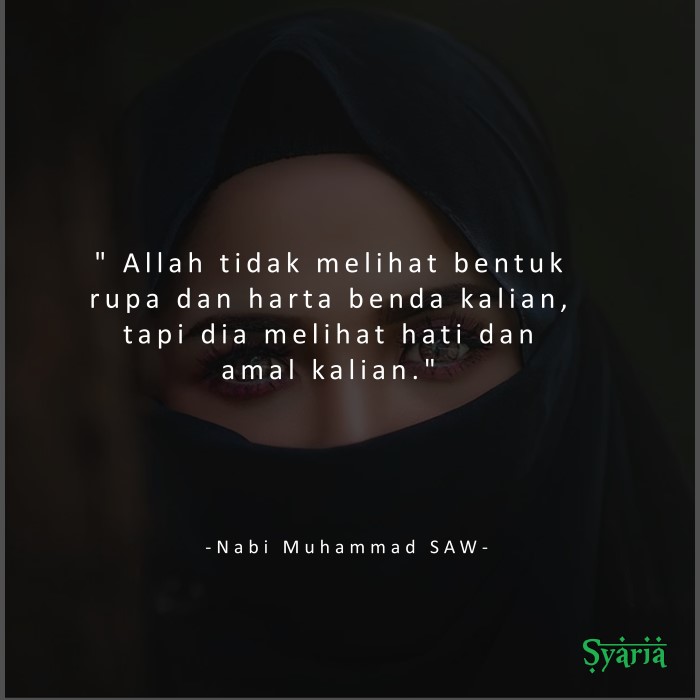 " Allah tidak melihat bentuk
rupa dan harta benda kalian,
tapi dia melihat hati dan
amal kalian."
-Nabi Muhammad SAW-
Syaria